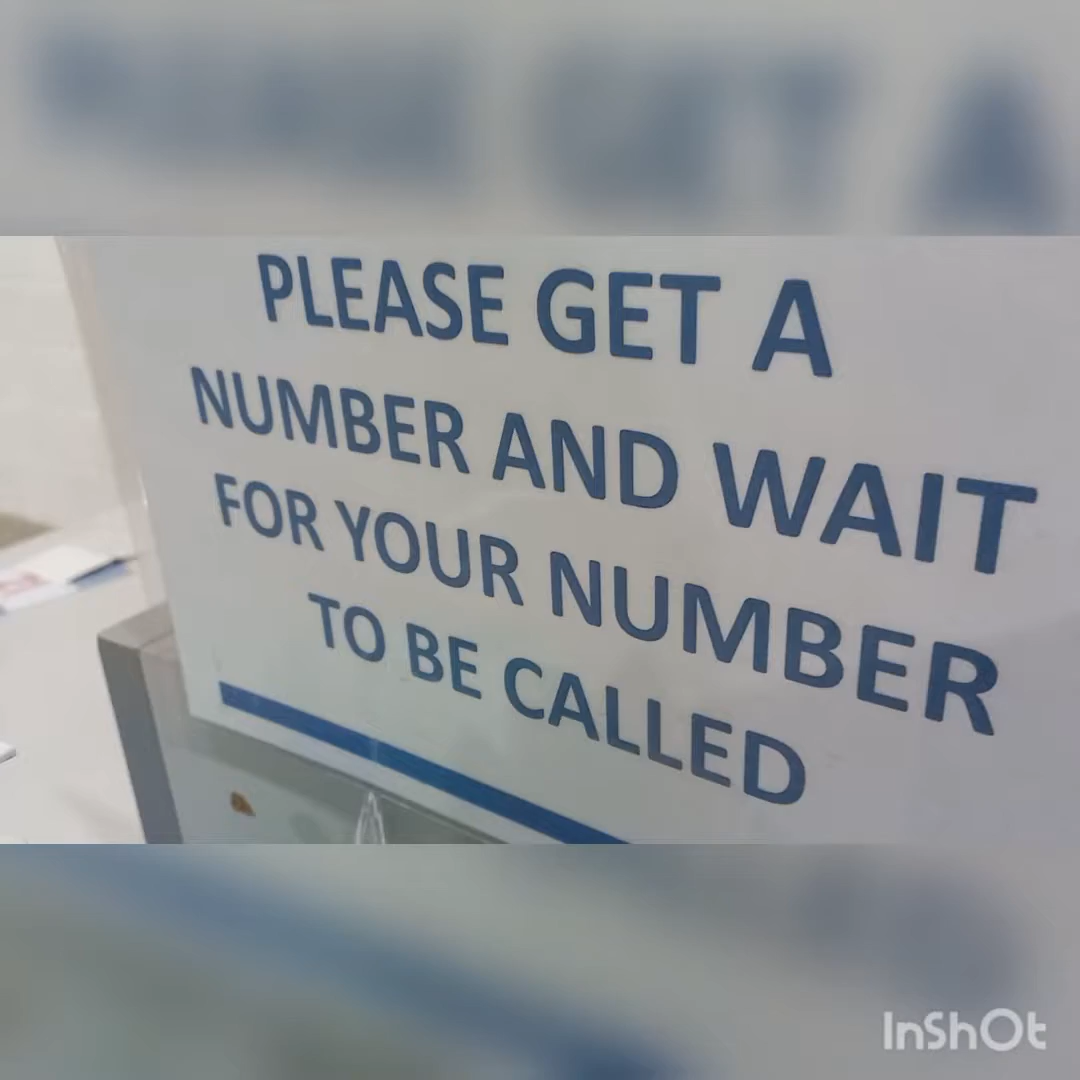 PLEASE GET A
NUMBER AND WAIT
FOR YOUR NUMBER
TO BE CALLED
InShOt